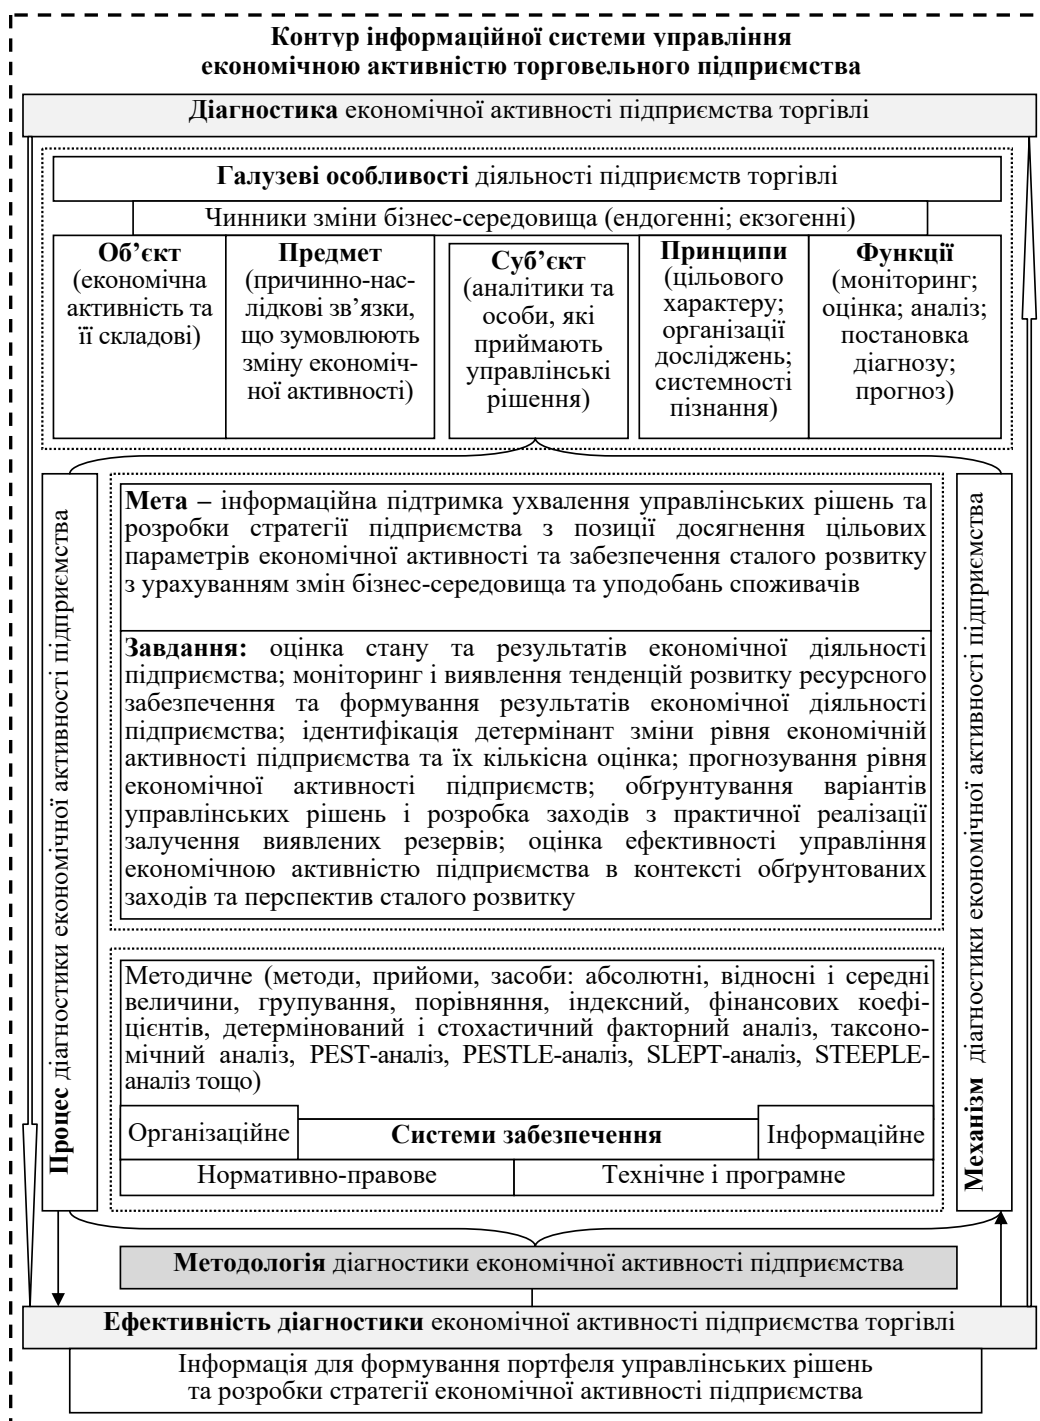 Контур інформаційної системи управління
економічною активністю торговельного підприємства
Діагностика економічної активності підприємства торгівлі
Галузеві особливості діяльності підприємств торгівлі
Чинники зміни бізнес-середовища (ендогенні; екзогенні)
Об’єкт
(економічна
активність та
її складові)
Предмет
(причинно-нас-
лідкові зв’язки,
що зумовлюють
зміну економіч-
ної активності)
Суб’єкт
(аналітики та
особи, які
приймають
управлінські
рішення)
Принципи
(цільового
характеру;
організації
досліджень;
системності
пізнання)
Функції
(моніторинг;
оцінка; аналіз;
постановка
діагнозу;
прогноз)
Процес діагностики економічної активності підприємства
Мета – інформаційна підтримка ухвалення управлінських рішень та
розробки стратегії підприємства з позиції досягнення цільових
параметрів економічної активності та забезпечення сталого розвитку
з урахуванням змін бізнес-середовища та уподобань споживачів
Завдання: оцінка стану та результатів економічної діяльності
підприємства; моніторинг і виявлення тенденцій розвитку ресурсного
забезпечення та формування результатів економічної діяльності
підприємства; ідентифікація детермінант зміни рівня економічній
активності підприємства та їх кількісна оцінка; прогнозування рівня
економічної активності підприємств; обґрунтування варіантів
управлінських рішень і розробка заходів з практичної реалізації
залучення виявлених резервів; оцінка ефективності управління
економічною активністю підприємства в контексті обґрунтованих
заходів та перспектив сталого розвитку
Методичне (методи, прийоми, засоби: абсолютні, відносні і середні
величини, групування, порівняння, індексний, фінансових коефі-
цієнтів, детермінований і стохастичний факторний аналіз, таксоно-
мічний аналіз, PEST-аналіз, PESTLE-аналіз, SLEPT-аналіз, STEEPLE-
аналіз тощо)
Організаційне
Системи забезпечення
Інформаційне
Нормативно-правове
Технічне і програмне
Механізм діагностики економічної активності підприємства
Методологія діагностики економічної активності підприємства
Ефективність діагностики економічної активності підприємства торгівлі
Інформація для формування портфеля управлінських рішень
та розробки стратегії економічної активності підприємства